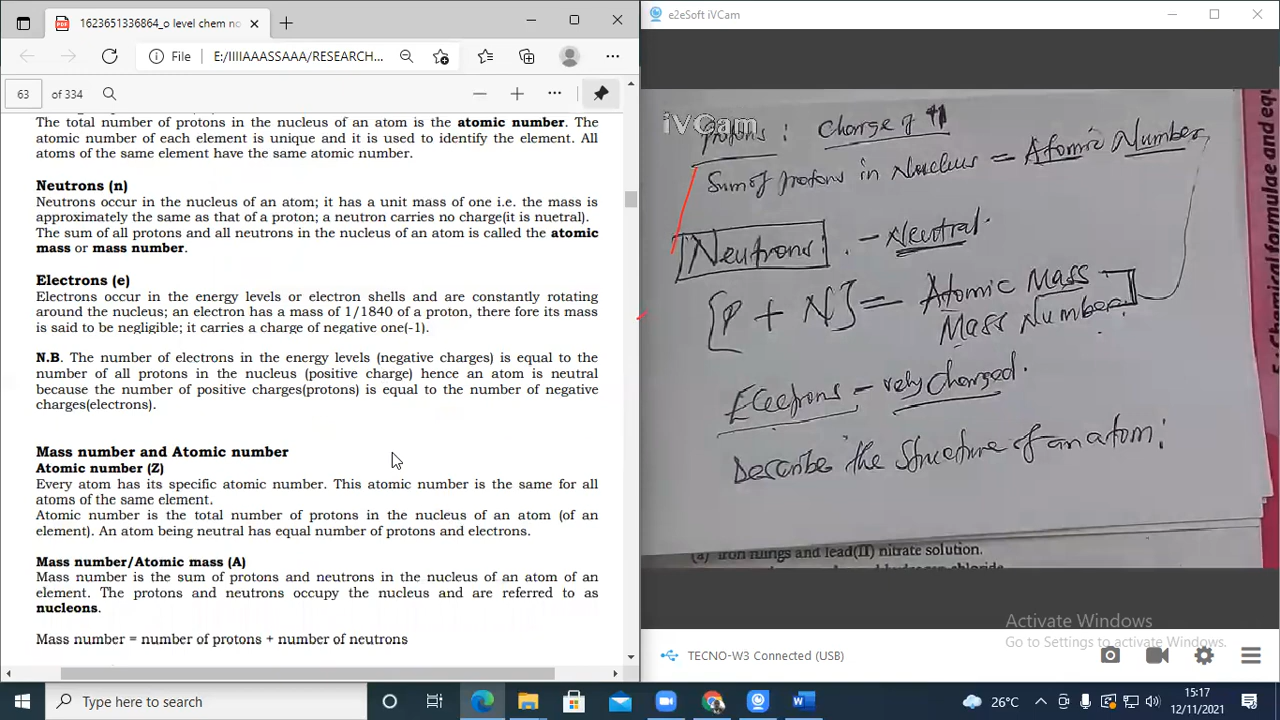 1623651336864_o level chem no
File
E:/IIIIAAASSAAA/RESEARCH...
63
of 334
The total number of protons in the nucleus of an atom is the atomic number. The
atomic number of each element is unique and it is used to identify the element. All
atoms of the same element have the same atomic number.
Neutrons (n)
Neutrons occur in the nucleus of an atom; it has a unit mass of one i.e. the mass is
approximately the same as that of a proton; a neutron carries no charge(it is nuetral).
The sum of all protons and all neutrons in the nucleus of an atom is called the atomic
mass or mass number.
Electrons (e)
Electrons occur in the energy levels or electron shells and are constantly rotating
around the nucleus; an electron has a mass of 1/1840 of a proton, there fore its mass
is said to be negligible; it carries a charge of negative one(-1).
N.B. The number of electrons in the energy levels (negative charges) is equal to the
number of all protons in the nucleus (positive charge) hence an atom is neutral
because the number of positive charges(protons) is equal to the number of negative
charges(electrons).
Mass number and Atomic number
Atomic number (Z)
Every atom has its specific atomic number. This atomic number is the same for all
atoms of the same element.
Atomic number is the total number of protons in the nucleus of an atom (of an
element). An atom being neutral has equal number of protons and electrons.
Mass number/Atomic mass (A)
Mass number is the sum of protons and neutrons in the nucleus of an atom of an
element. The protons and neutrons occupy the nucleus and are referred to as
nucleons.
Mass number = number of protons + number of neutrons
e2eSoft iVCam
iVCam
Protons : Charge of +1
Sum of protons in Nucleus = Atomic Number
Neutrons: . - Neutral.
[P + N] = Atomic Mass
Mass Number.
Electrons - vely Charged.
Describe the structure of an atom:
(a) iron filings and lead(II) nitrate solution.
5 Chemical formulae and equ
Activate Windows
Go to Settings to activate Windows.
TECNO-W3 Connected (USB)
Type here to search
26°C
15:17
12/11/2021